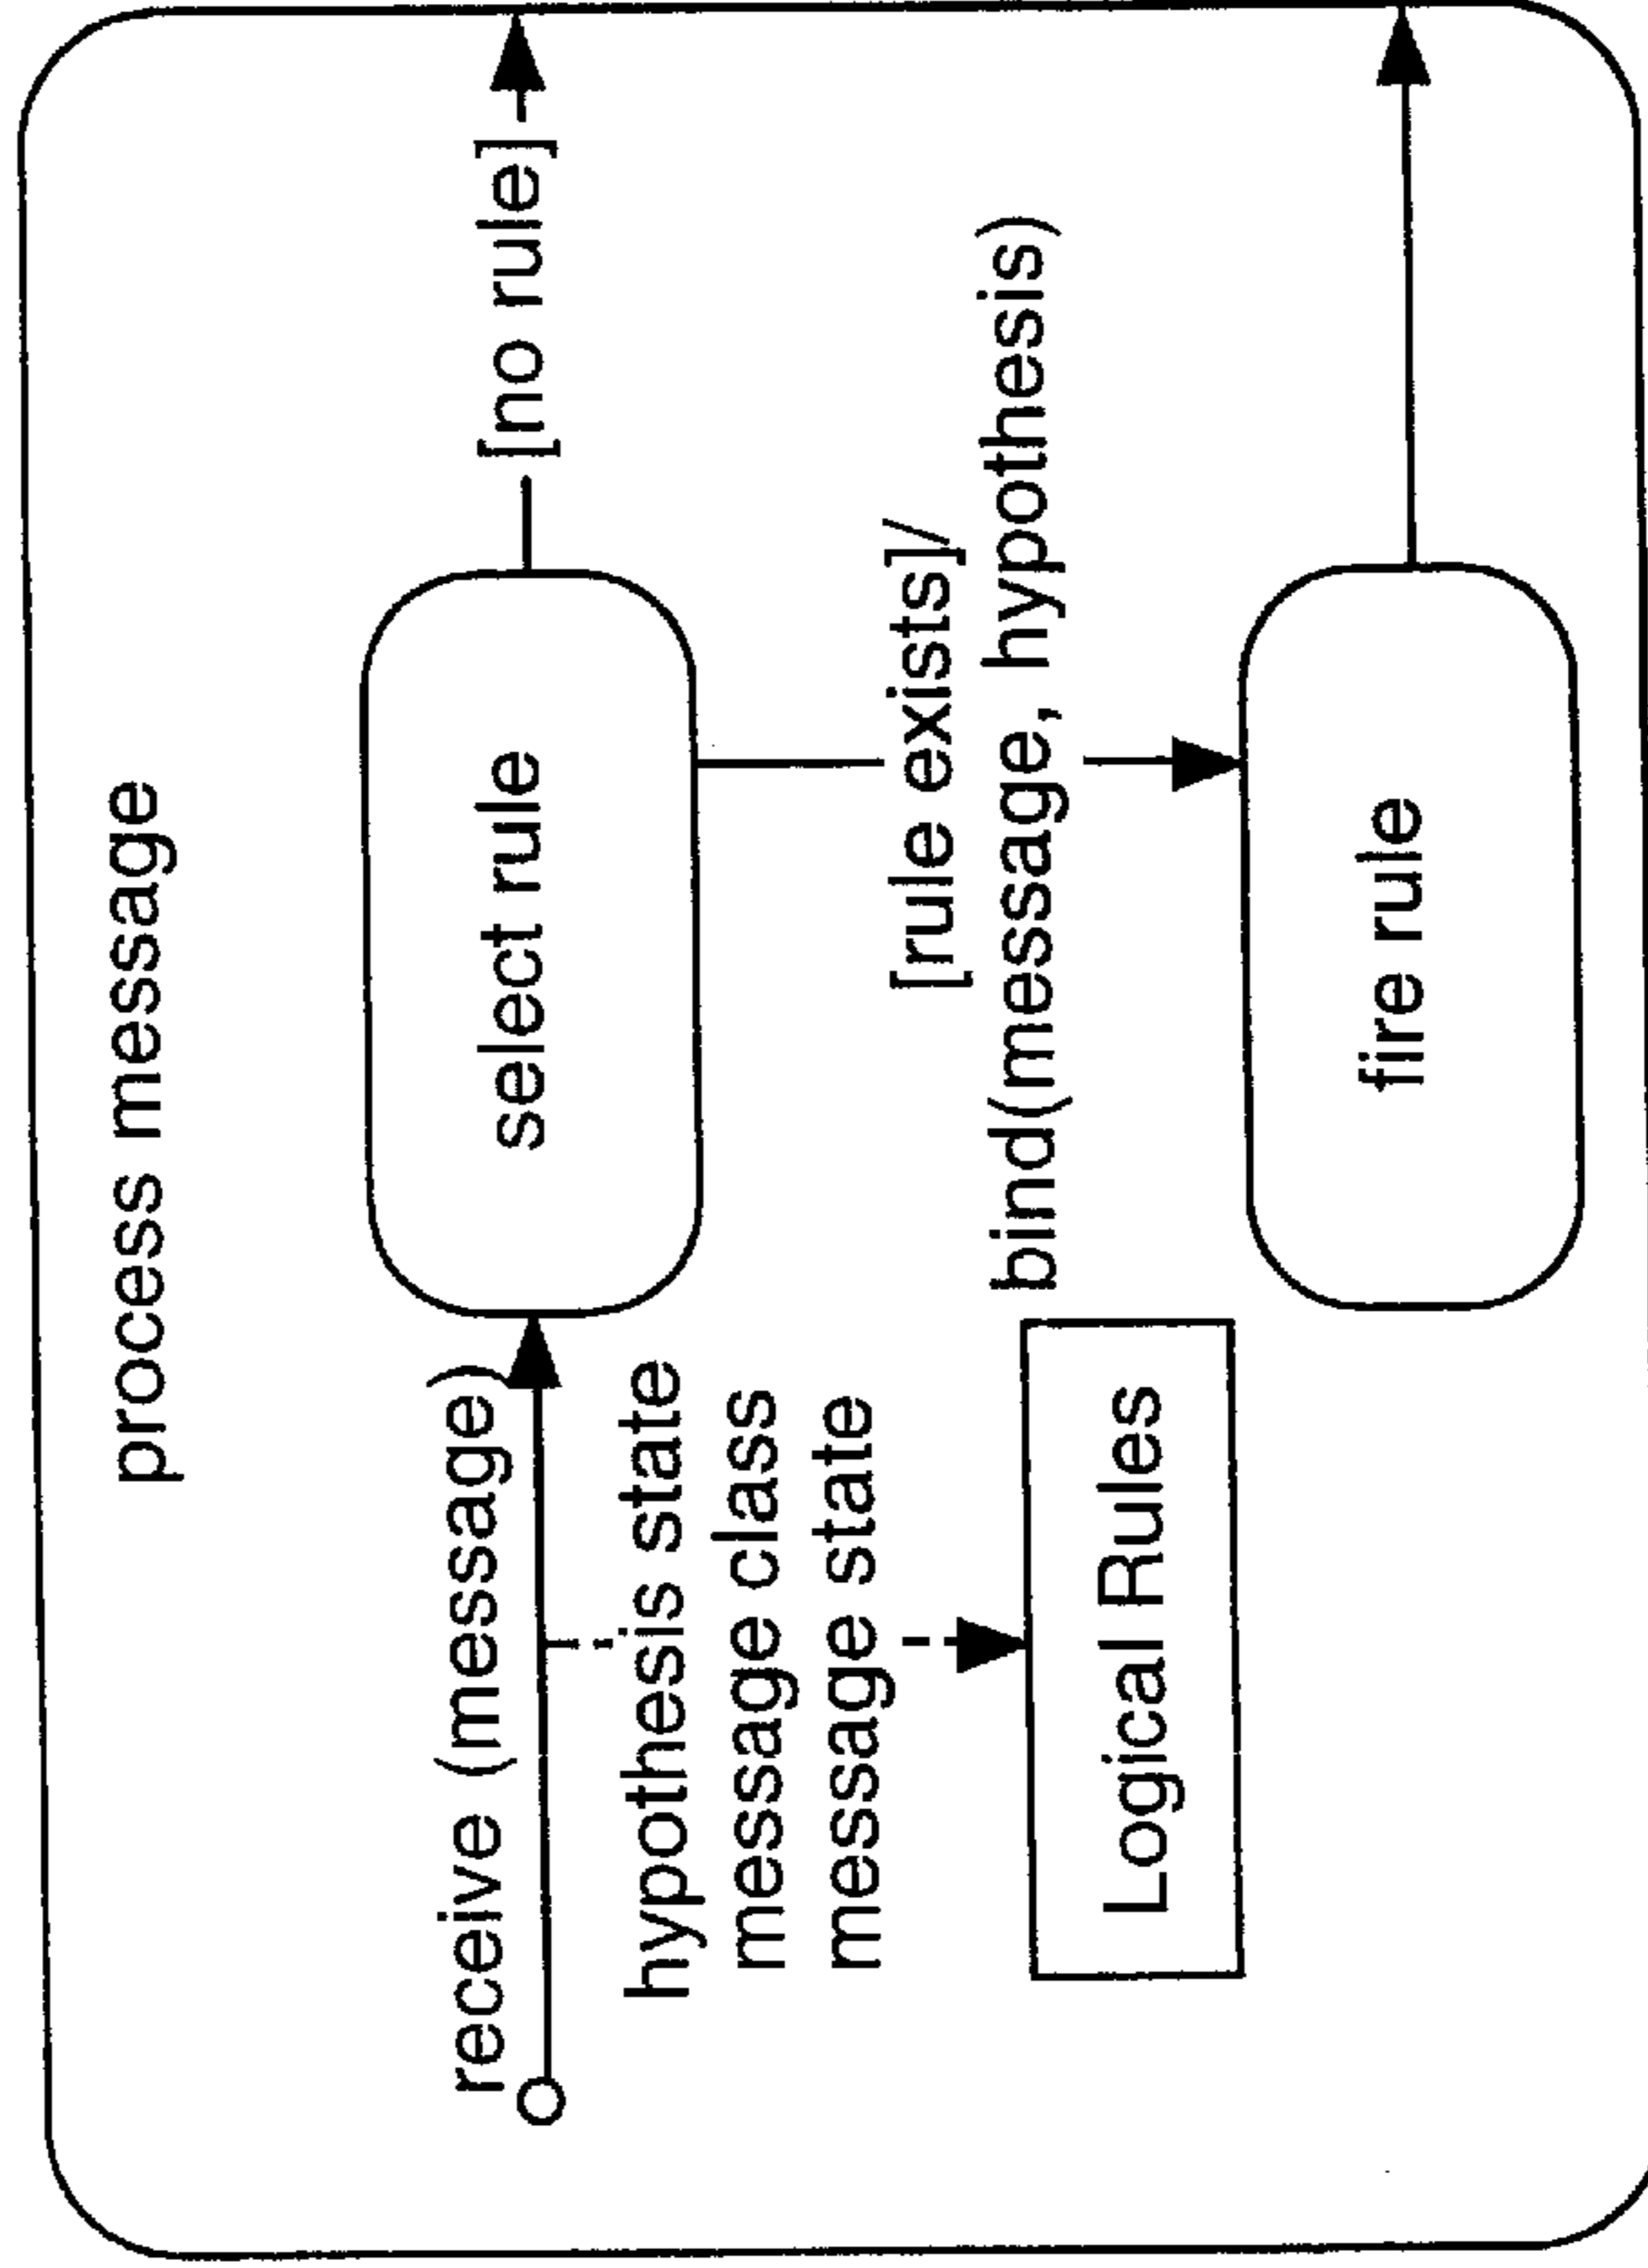 process message
receive (message)
select rule
[no rule]
hypothesis state
message class
message state
[rule exists]/
bind(message, hypothesis)
Logical Rules
fire rule